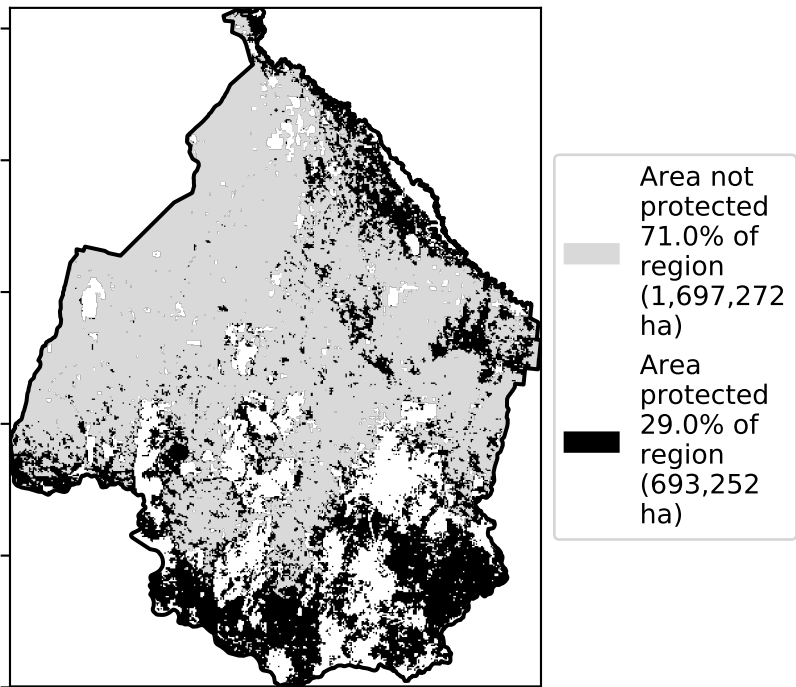 Area not
protected
71.0% of
region
(1,697,272
ha)
Area
protected
29.0% of
region
(693,252
ha)